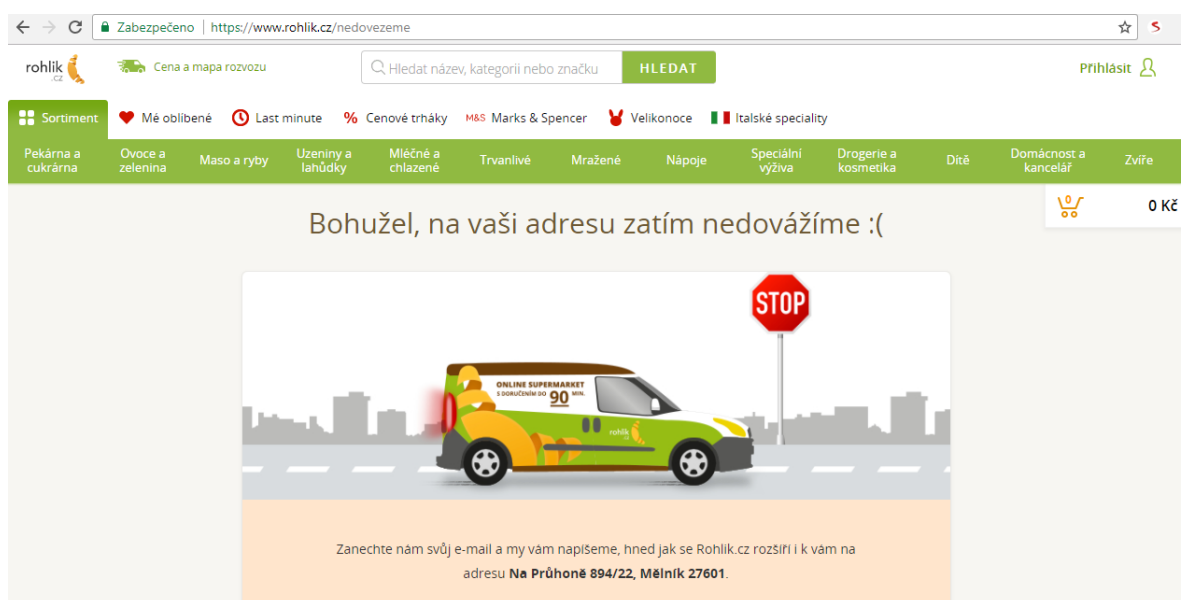 Zabezpečeno | https://www.rohlik.cz/nedovezeme
S
rohlik
.cz
Cena a mapa rozvozu
Hledat název, kategorii nebo značku
HLEDAT
Přihlásit
Sortiment
Mé oblíbené
Last minute
% Cenové trháky
M&S Marks & Spencer
Velikonoce
Italské speciality
Pekárna a
cukrárna
Ovoce a
zelenina
Maso a ryby
Uzeniny a
lahůdky
Mléčné a
chlazené
Trvanlivé
Mražené
Nápoje
Speciální
výživa
Drogerie a
kosmetika
Dítě
Domácnost a
kancelář
Zvíře
0
0 Kč
Bohužel, na vaši adresu zatím nedovážíme :(
STOP
ONLINE SUPERMARKET
S DORUČENÍM DO 90 MIN.
rohlik
.cz
Zanechte nám svůj e-mail a my vám napíšeme, hned jak se Rohlik.cz rozšíří i k vám na
adresu Na Průhoně 894/22, Mělník 27601.